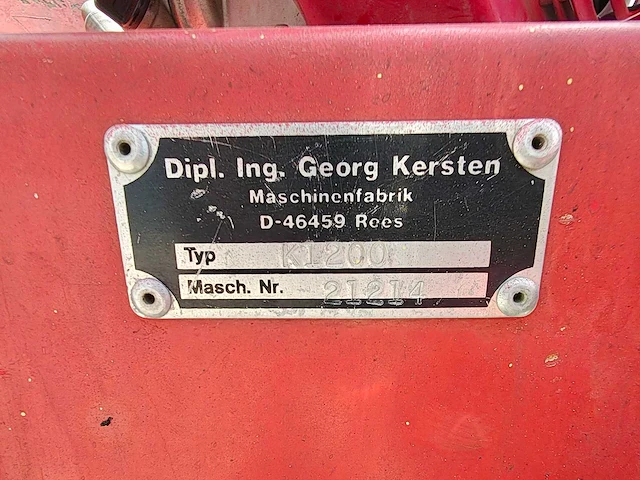 Dipl. Ing. Georg Kersten
Maschinenfabrik
D-46459 Rees
Typ K1200
Masch. Nr. 21214